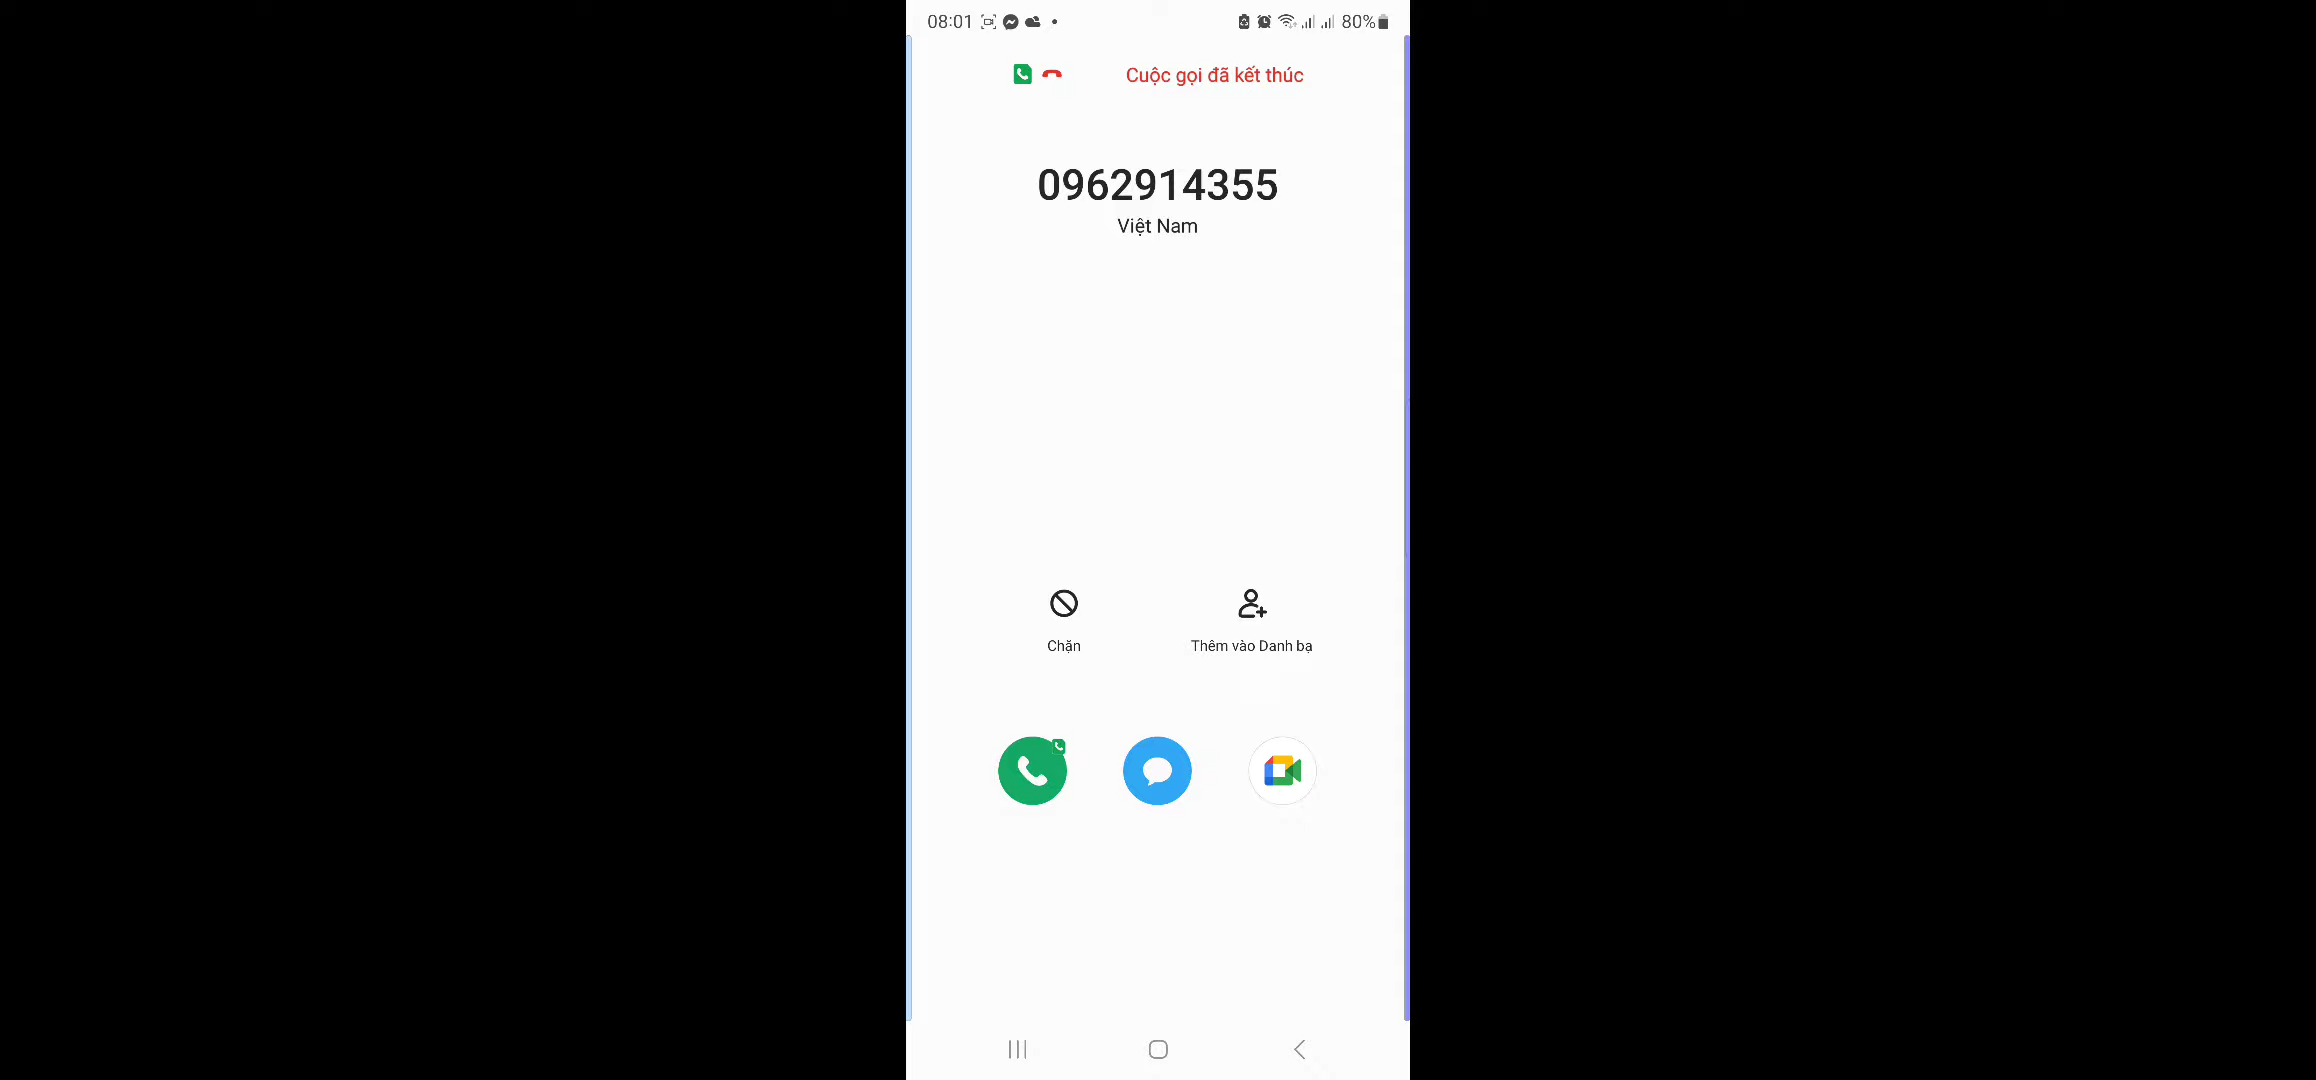 08:01 80%
Cuộc gọi đã kết thúc
0962914355
Việt Nam
Chặn Thêm vào Danh bạ